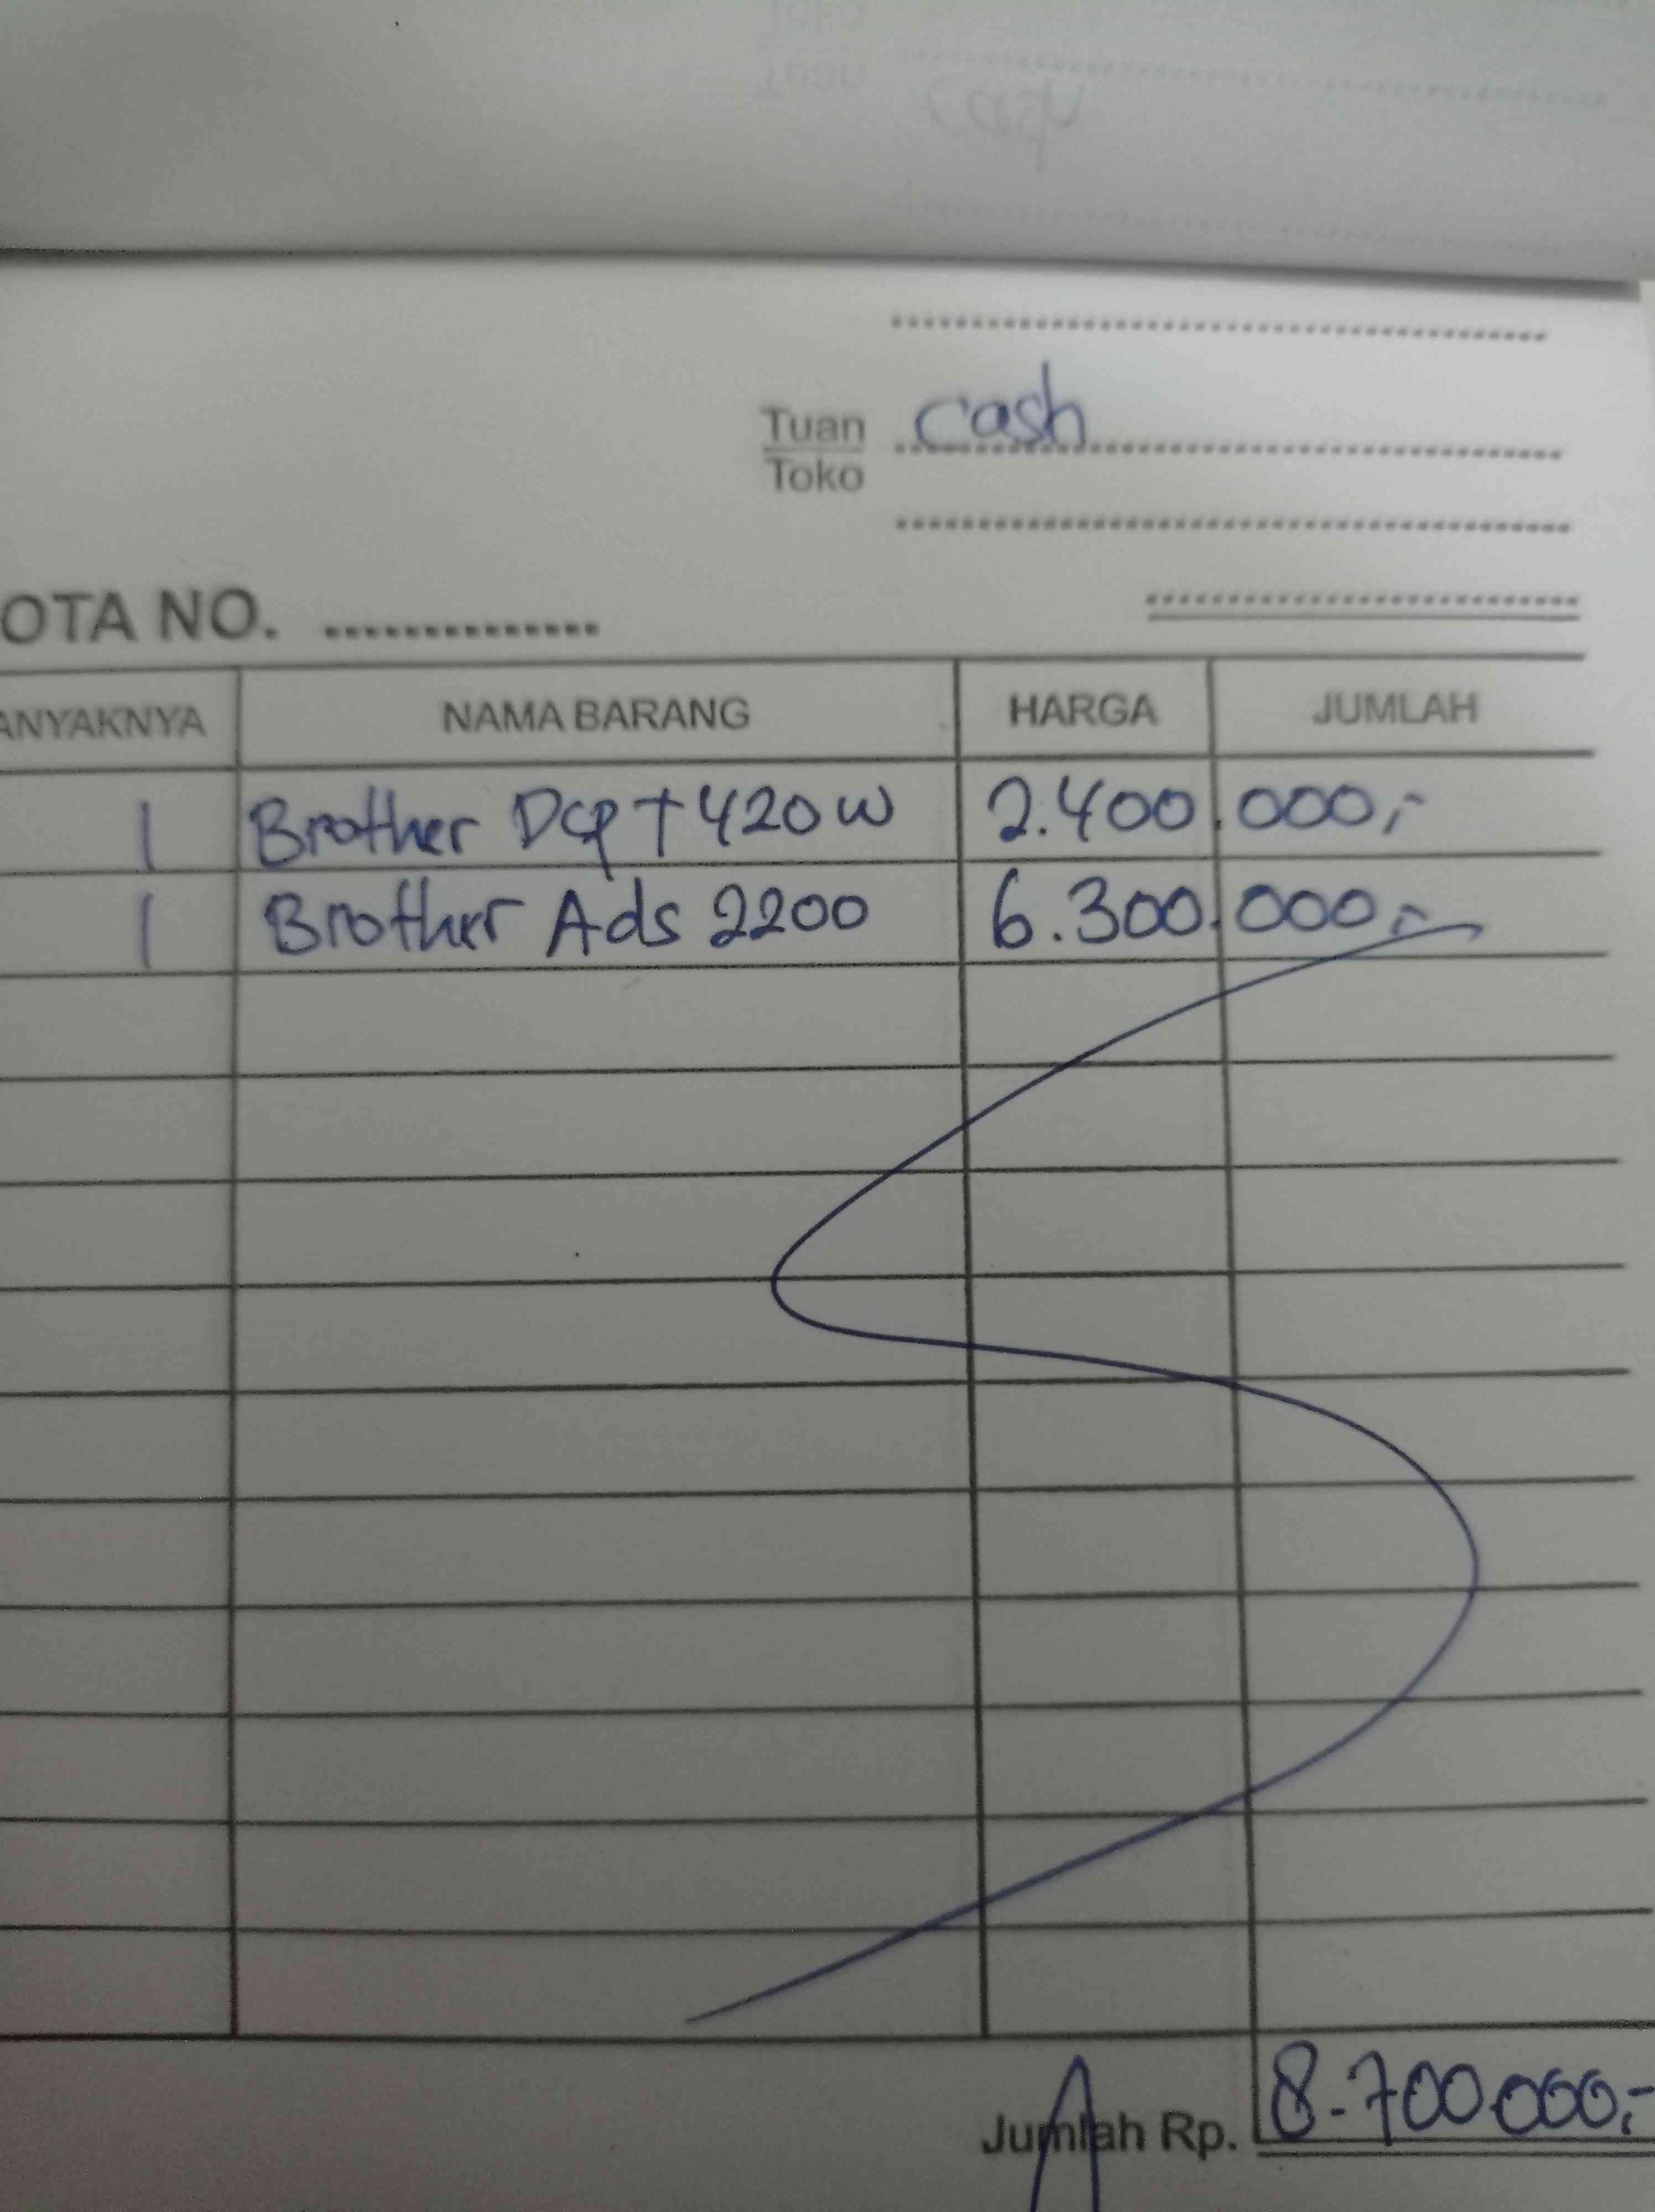 Tuan cash
Toko
OTA NO. ..............
ANYAKNYA NAMA BARANG HARGA JUMLAH
1 Brother Dcp T420w 2.400.000,-
1 Brother Ads 2200 6.300.000,-
Jumlah Rp. 8.700.000,-